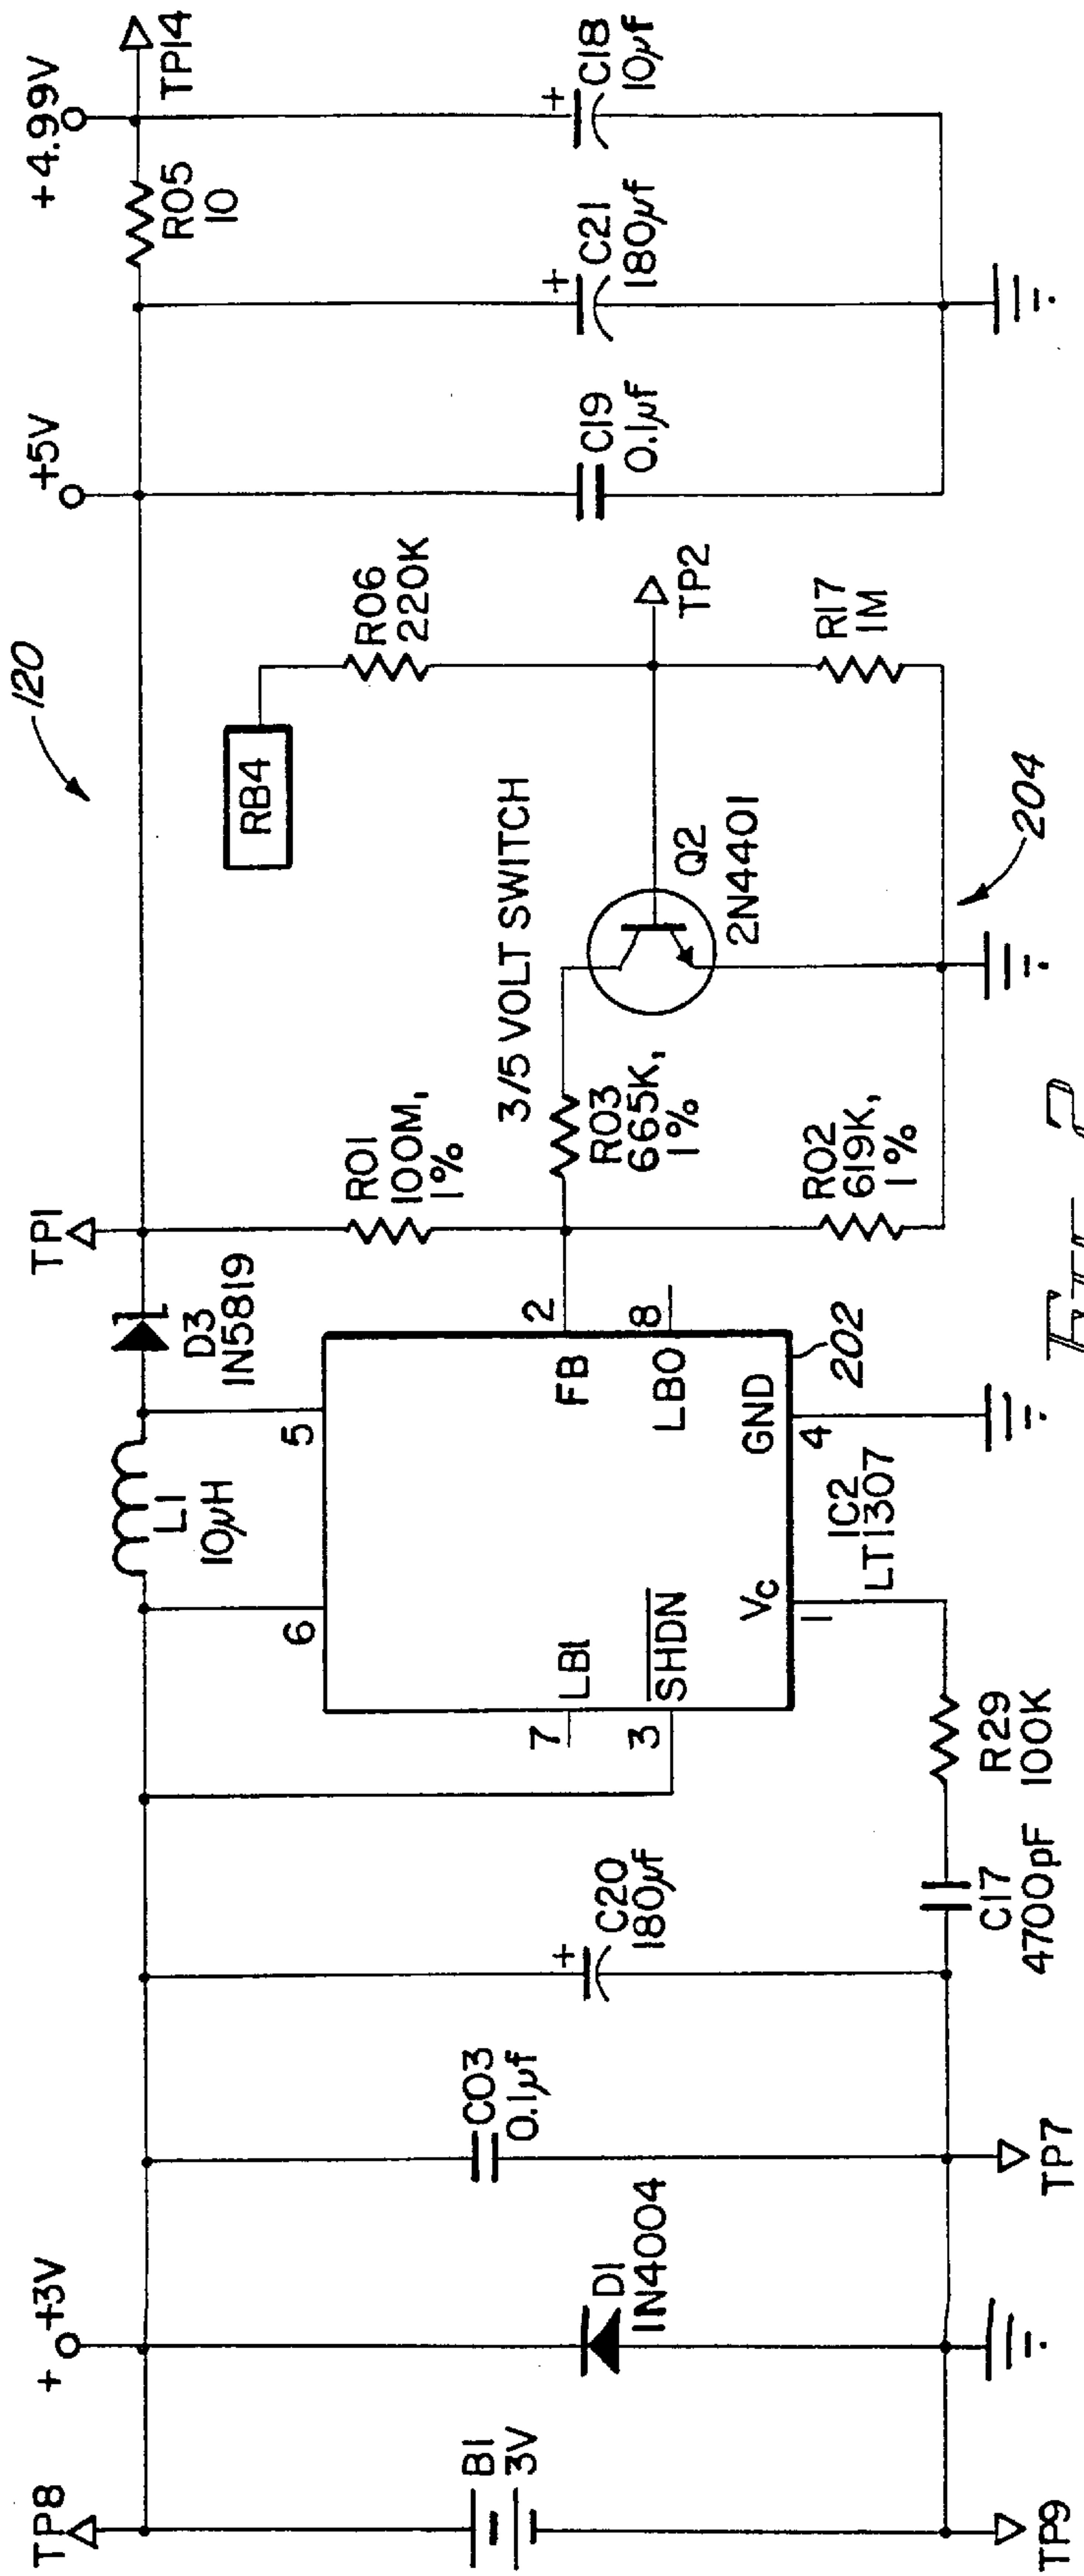 120
TP8
+ +3V
TP1
+5V
+4.99V
TP14
L1
10µH
D3
1N5819
R05
10
B1
3V
D1
1N4004
C03
0.1µf
+
C20
180µf
6
5
7
LB1
3
SHDN
FB
2
LBO
8
Vc
1
GND
4
202
IC2
LT1307
C17
4700pF
R29
100K
R01
100M,
1%
3/5 VOLT SWITCH
R03
665K,
1%
R02
619K,
1%
Q2
2N4401
RB4
R06
220K
TP2
R17
1M
204
C19
0.1µf
+
C21
180µf
+
C18
10µf
TP9
TP7